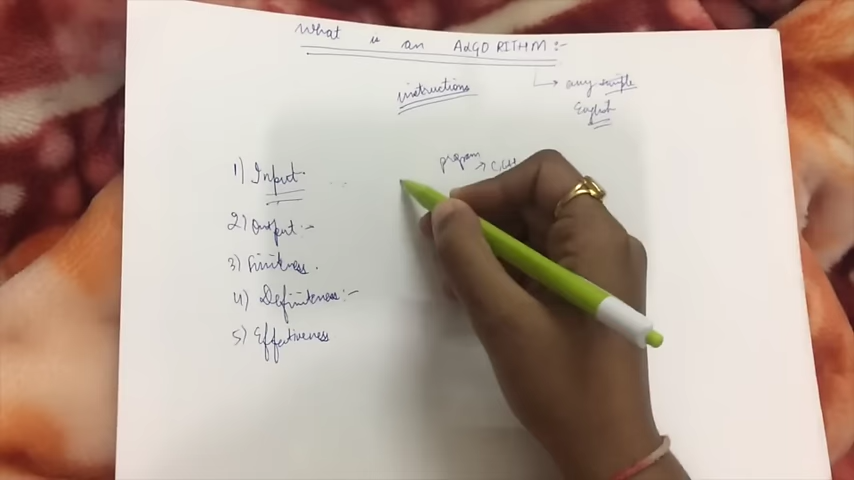 What is an ALGORITHM:-
instructions
any simple
English
program
→ C,
1) Input
2) Output:-
3) Finiteness.
4) Definiteness:-
5) Effectiveness